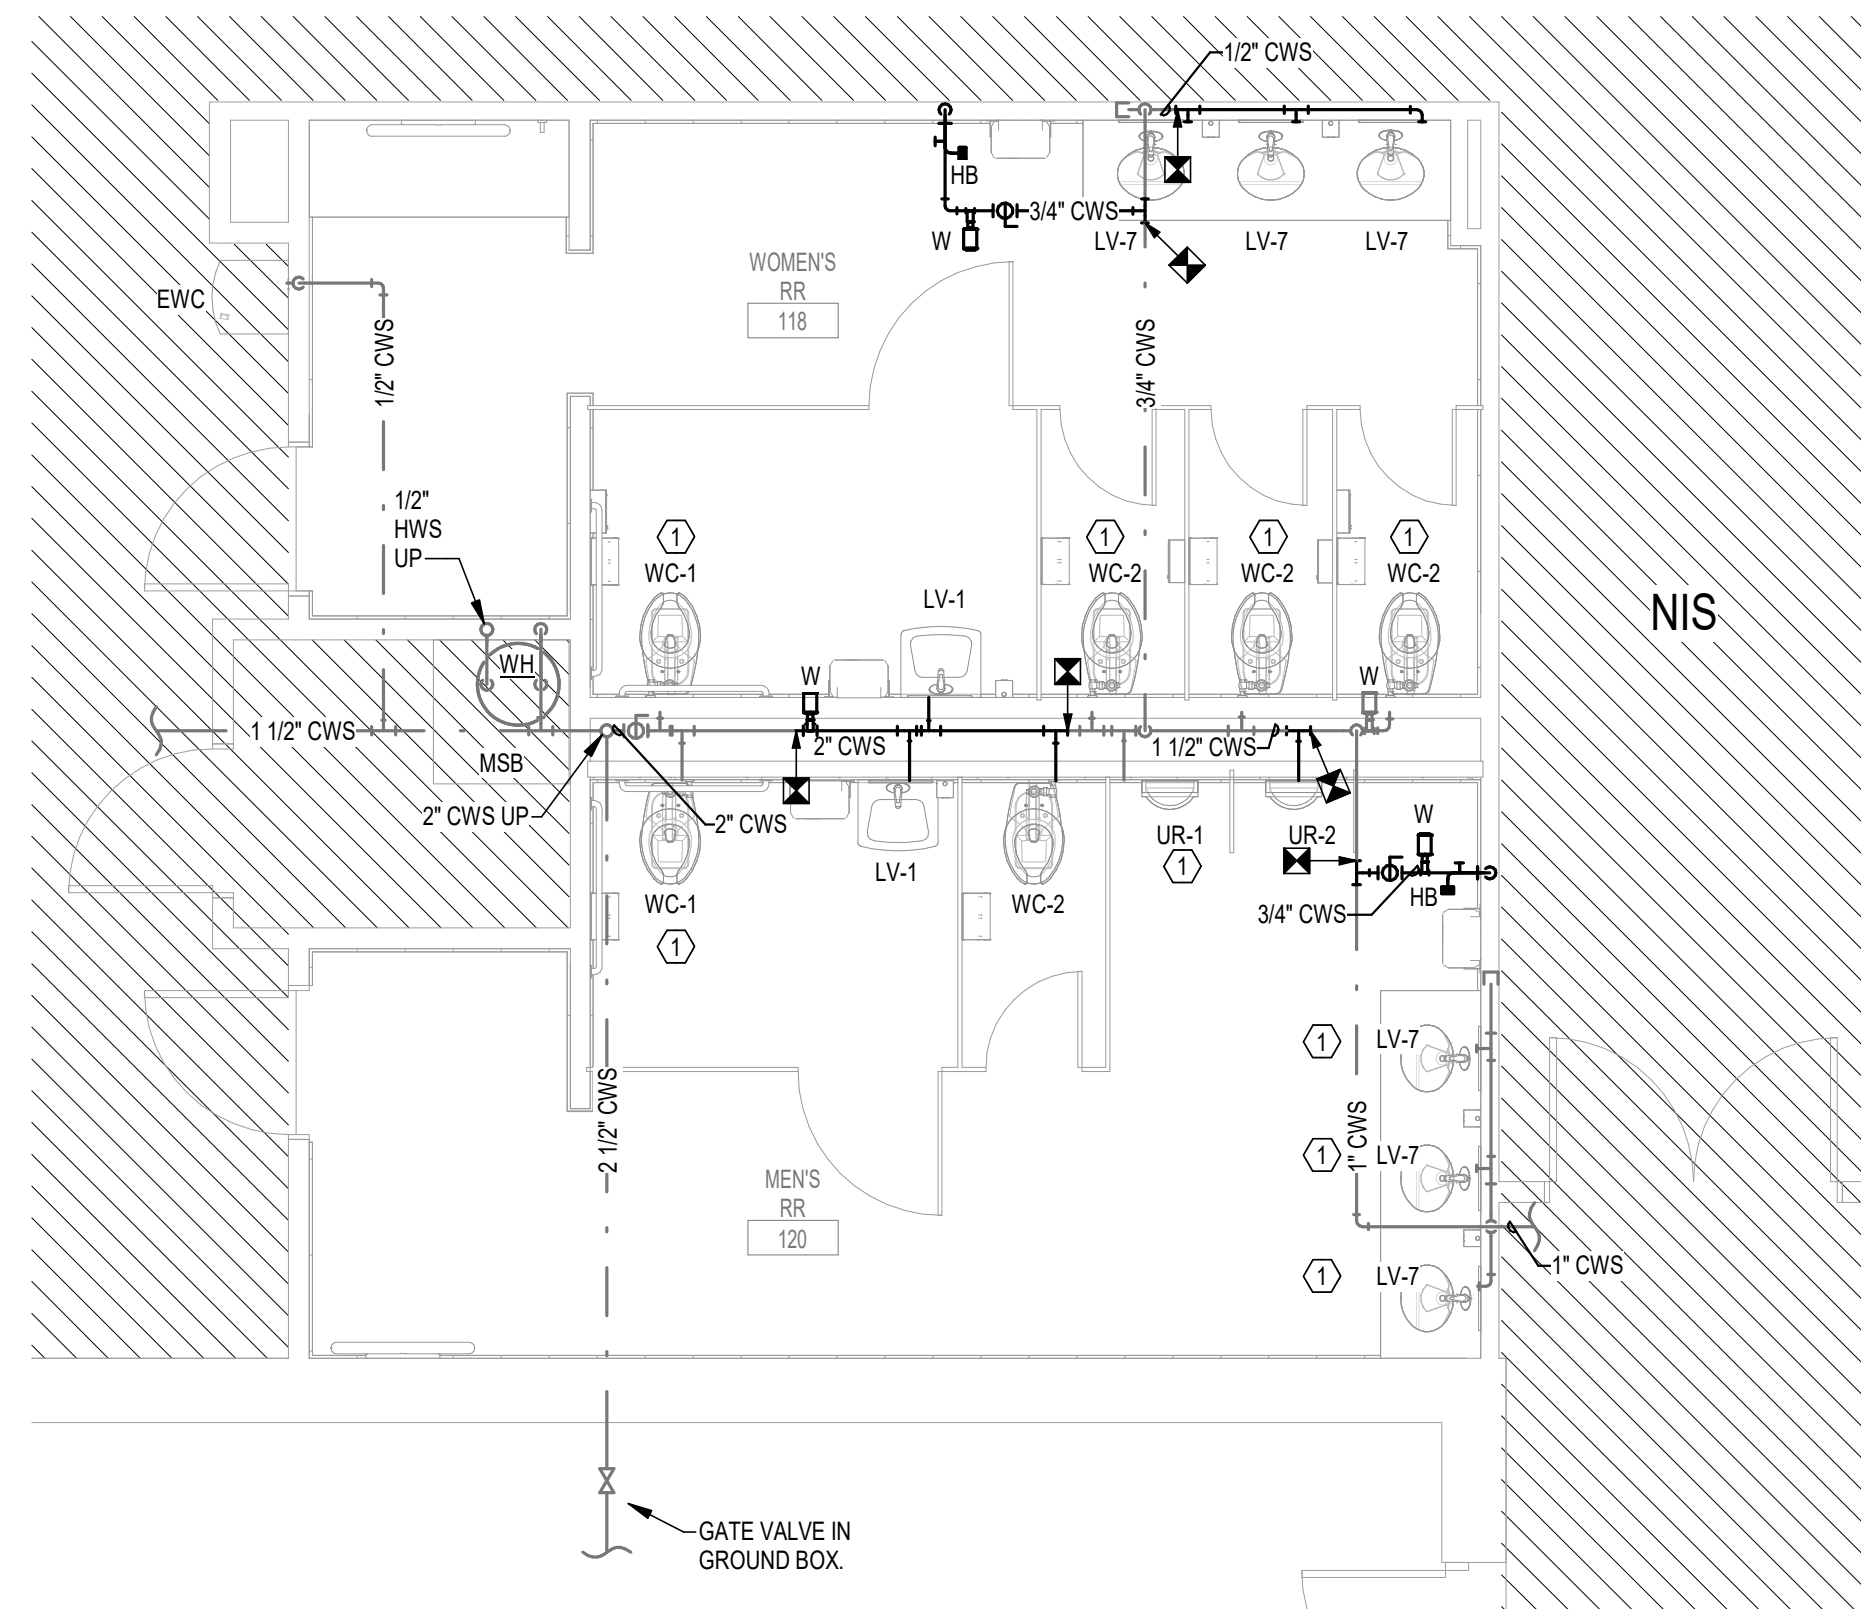 1/2" CWS
HB
3/4" CWS
W
LV-7
LV-7
LV-7
WOMEN'S
RR
118
EWC
1/2" CWS
3/4" CWS
1/2"
HWS
UP
1
WC-1
1
WC-2
1
WC-2
1
WC-2
LV-1
NIS
WH
W
W
1 1/2" CWS
2" CWS
1 1/2" CWS
MSB
2" CWS UP
2" CWS
UR-1
1
UR-2
W
LV-1
WC-1
1
WC-2
HB
3/4" CWS
1
LV-7
2 1/2" CWS
1" CWS
1
LV-7
MEN'S
RR
120
1
LV-7
1" CWS
GATE VALVE IN
GROUND BOX.